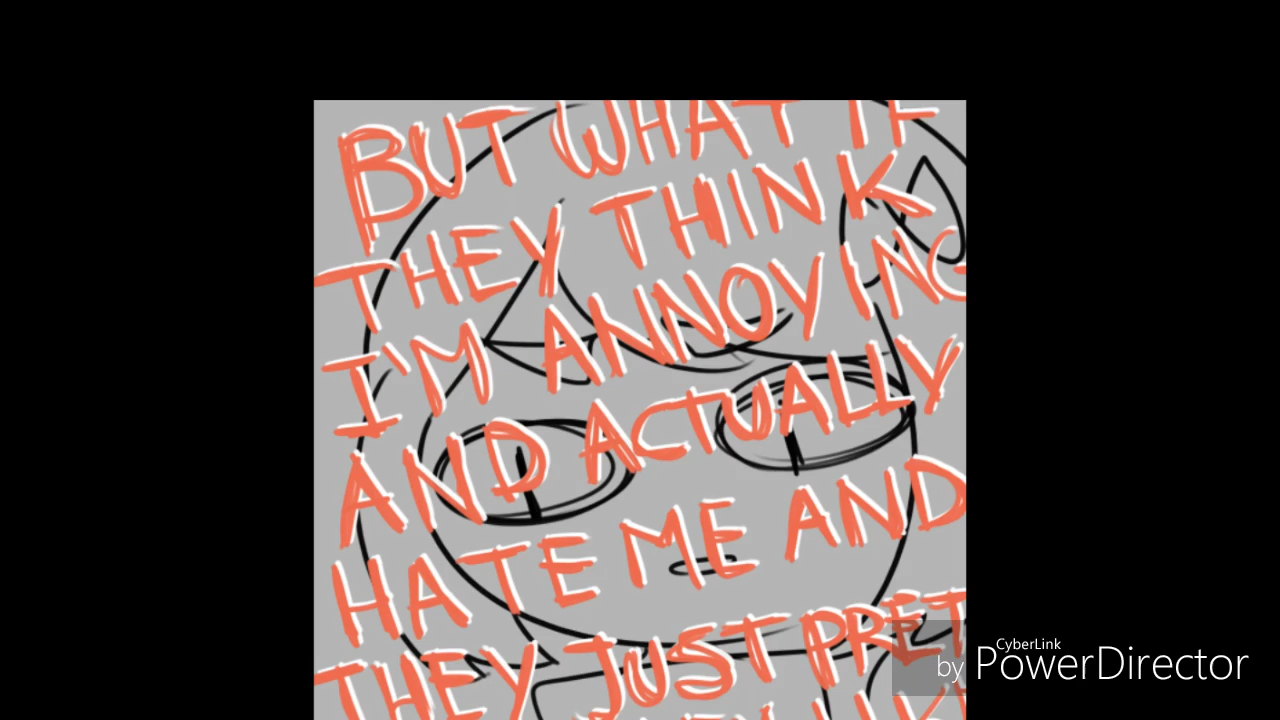 BUT WHAT IF
THEY THINK
I'M ANNOYING
AND ACTUALLY
HATE ME AND
THEY JUST PRET
CyberLink
by PowerDirector